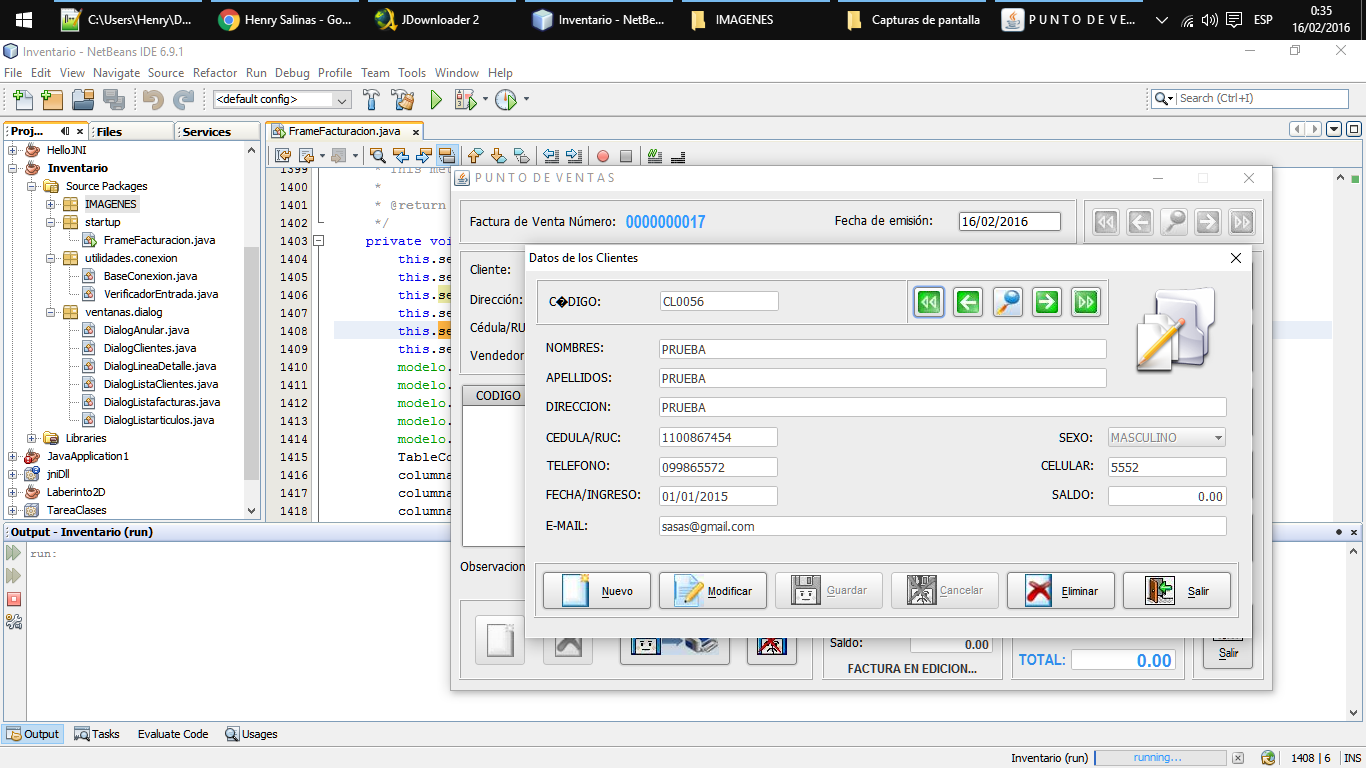 C:\Users\Henry\D...
Henry Salinas - Go...
JDownloader 2
Inventario - NetBe...
IMAGENES
Capturas de pantalla
P U N T O D E V E...
ESP
0:35
16/02/2016
Inventario - NetBeans IDE 6.9.1
File Edit View Navigate Source Refactor Run Debug Profile Team Tools Window Help
<default config>
Search (Ctrl+I)
Proj... Files Services
FrameFacturacion.java
HelloJNI
Inventario
Source Packages
IMAGENES
startup
FrameFacturacion.java
utilidades.conexion
BaseConexion.java
VerificadorEntrada.java
ventanas.dialog
DialogAnular.java
DialogClientes.java
DialogLineaDetalle.java
DialogListaClientes.java
DialogListafacturas.java
DialogListarticulos.java
Libraries
JavaApplication1
jniDll
Laberinto2D
TareaClases
1399 * This met
1400 *
1401 * @return
1402 */
1403 private voi
1404 this.se
1405 this.se
1406 this.se
1407 this.se
1408 this.se
1409 this.se
1410 modelo.
1411 modelo.
1412 modelo.
1413 modelo.
1414 modelo.
1415 TableCo
1416 columna
1417 columna
1418 columna
P U N T O D E V E N T A S
Factura de Venta Número: 0000000017
Fecha de emisión: 16/02/2016
Cliente:
Dirección:
Cédula/RU
Vendedor
CODIGO
Observacion
Datos de los Clientes
C�DIGO: CL0056
NOMBRES: PRUEBA
APELLIDOS: PRUEBA
DIRECCION: PRUEBA
CEDULA/RUC: 1100867454
SEXO: MASCULINO
TELEFONO: 099865572
CELULAR: 5552
FECHA/INGRESO: 01/01/2015
SALDO: 0.00
E-MAIL: sasas@gmail.com
Nuevo Modificar Guardar Cancelar Eliminar Salir
Saldo: 0.00
FACTURA EN EDICION...
TOTAL: 0.00
Salir
Output - Inventario (run)
run:
Output Tasks Evaluate Code Usages
Inventario (run) running... 1408 | 6 INS